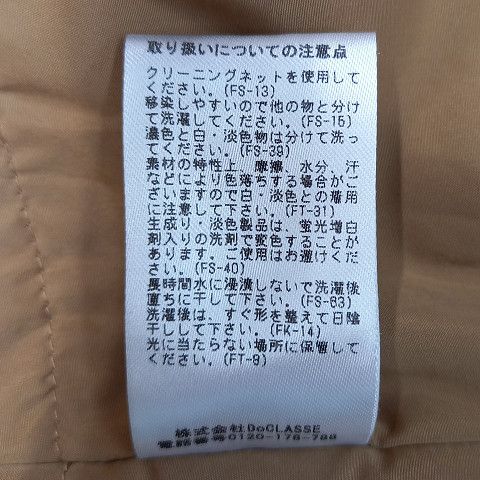 取り扱いについての注意点
クリーニングネットを使用して
ください。(FS-13)
移染しやすいので他の物と分け
て洗濯してください。(FS-15)
濃色と白・淡色物は分けて洗っ
てください。(FS-39)
素材の特性上、摩擦、水分、汗
などにより色落ちする場合がご
ざいますので白・淡色との着用
に注意して下さい。(FT-31)
生成り・淡色製品は、蛍光増白
剤入りの洗剤で変色することが
あります。ご使用はお避けくだ
さい。(FS-40)
長時間水に浸漬しないで洗濯後
直ちに干して下さい。(FS-63)
洗濯後は、すぐ形を整えて日陰
干しして下さい。(FK-14)
光に当たらない場所に保管して
ください。(FT-8)
株式会社DoCLASSE
電話番号0120-178-788